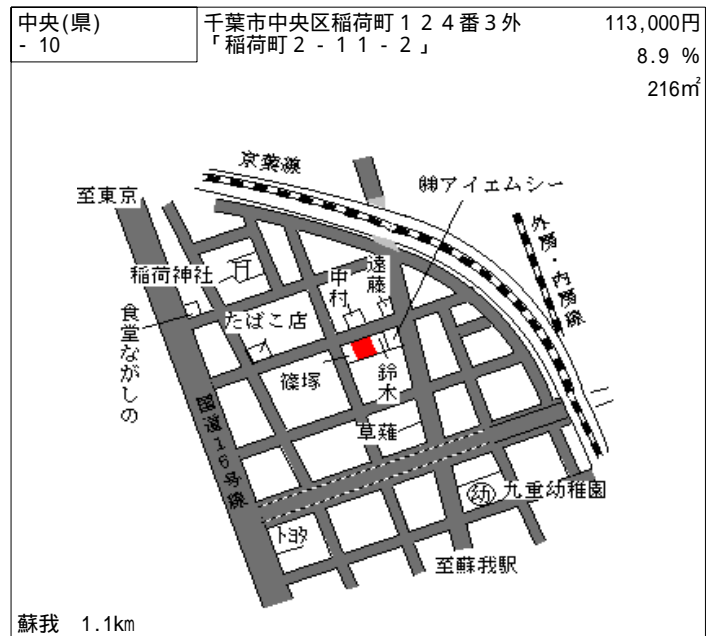 中央(県)
- 10
千葉市中央区稲荷町124番3外
「稲荷町2 - 11 - 2」
113,000円
8.9 %
216㎡
京葉線
㈱アイエムシー
至東京
外房・内房線
稲荷神社
中村
遠藤
食堂ながしの
たばこ店
篠塚
鈴木
国道16号線
草薙
幼 九重幼稚園
トヨタ
至蘇我駅
蘇我 1.1km